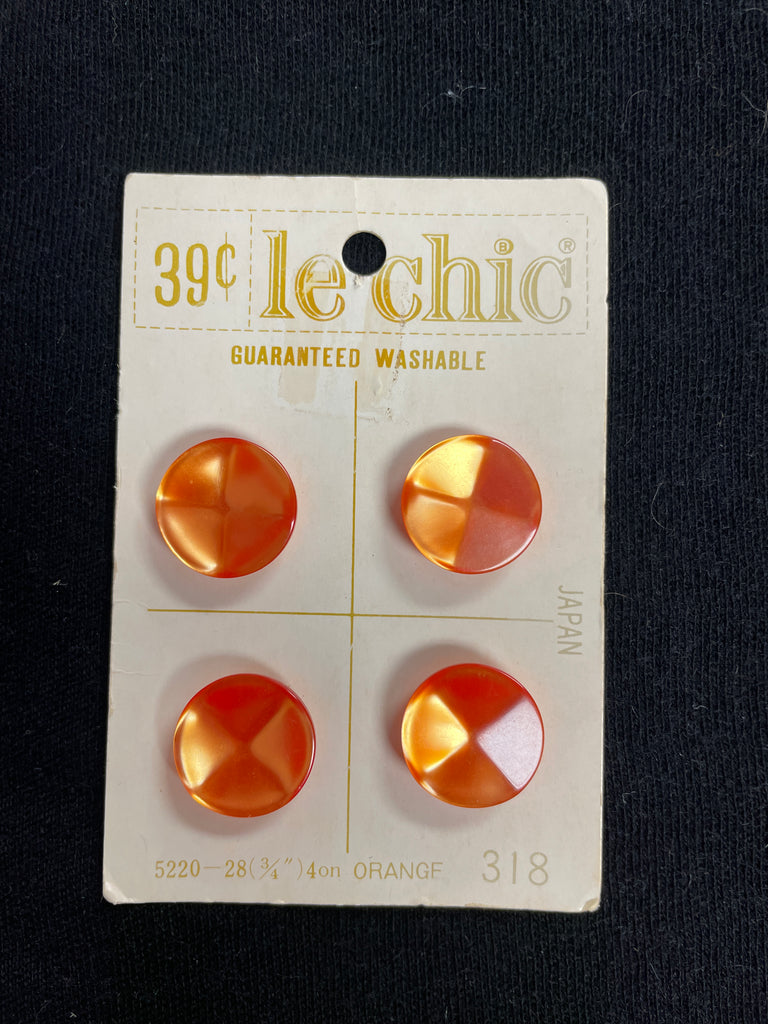 39¢ le chic ®
B
GUARANTEED WASHABLE
JAPAN
5220-28(3/4")4on ORANGE 318